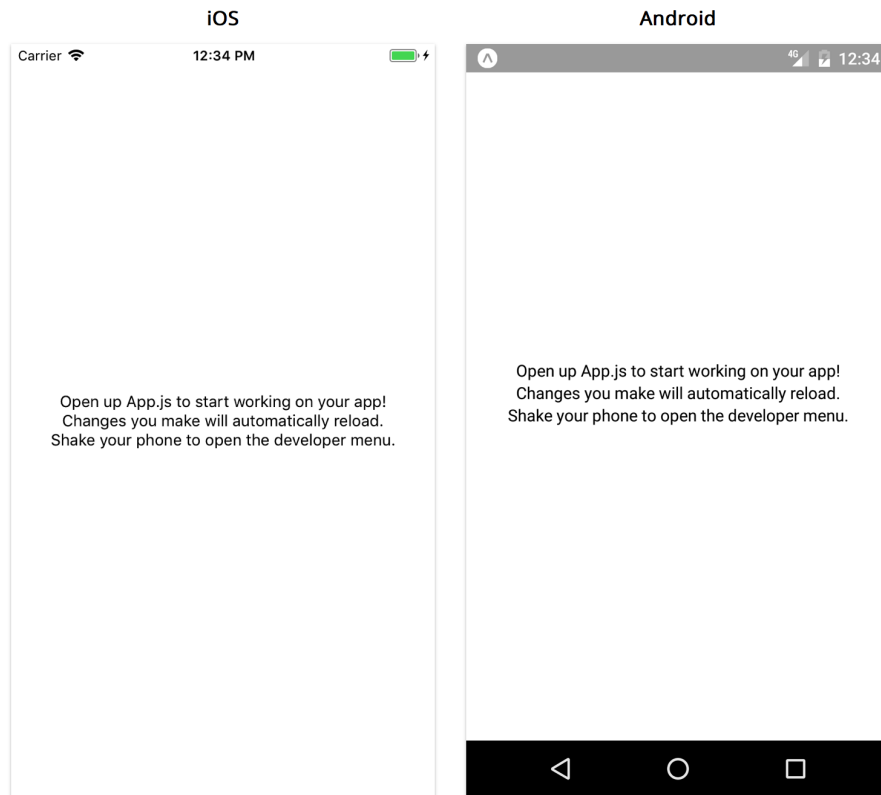 iOS
Android
Carrier
12:34 PM
4G
12:34
Open up App.js to start working on your app!
Changes you make will automatically reload.
Shake your phone to open the developer menu.
Open up App.js to start working on your app!
Changes you make will automatically reload.
Shake your phone to open the developer menu.